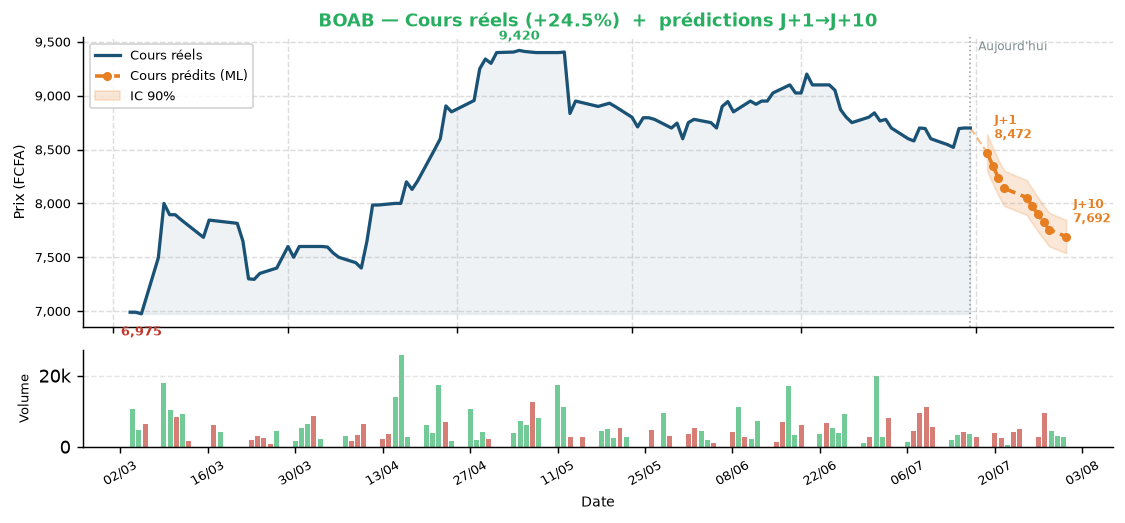 BOAB — Cours réels (+24.5%)  +  prédictions J+1→J+10
9,420
Aujourd'hui
Cours réels
Cours prédits (ML)
IC 90%
J+1
8,472
J+10
7,692
6,975
Prix (FCFA)
9,500
9,000
8,500
8,000
7,500
7,000
Volume
20k
0
02/03
16/03
30/03
13/04
27/04
11/05
25/05
08/06
22/06
06/07
20/07
03/08
Date